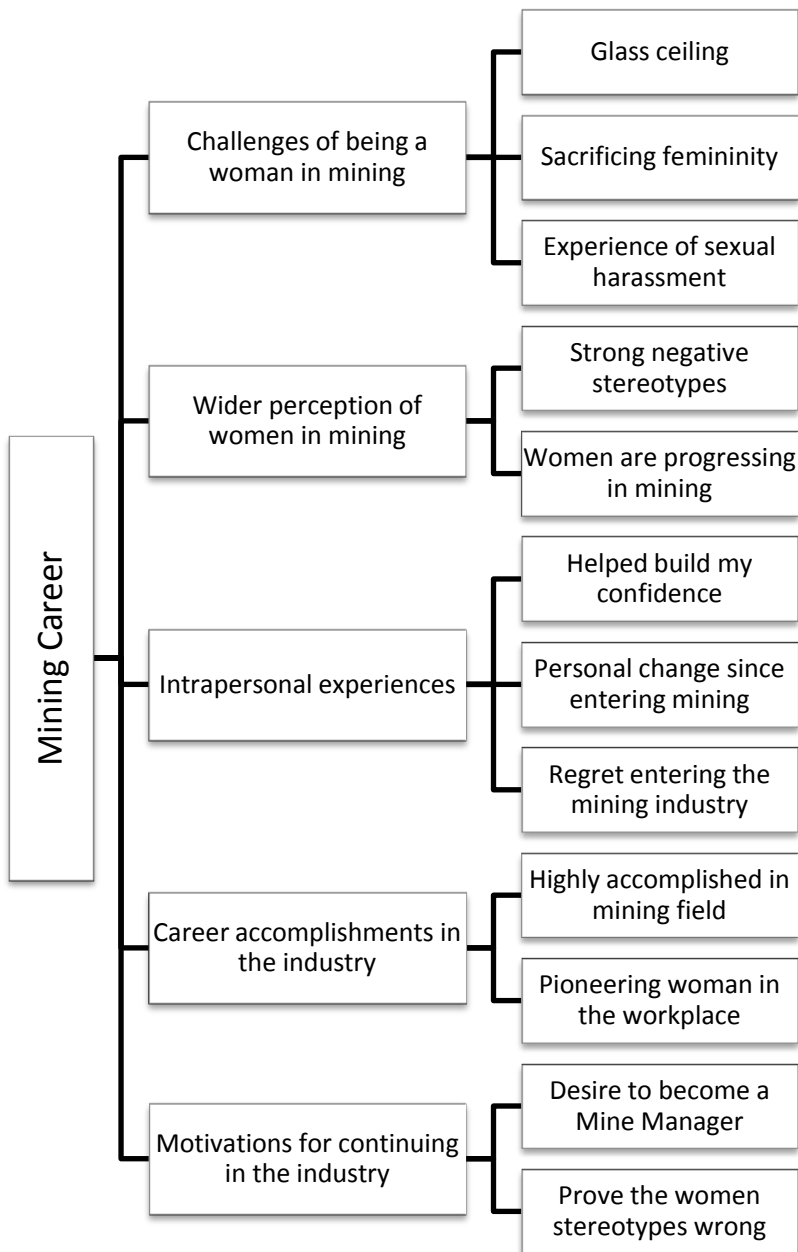 Mining Career
Challenges of being a
woman in mining
Glass ceiling
Sacrificing femininity
Experience of sexual
harassment
Wider perception of
women in mining
Strong negative
stereotypes
Women are progressing
in mining
Intrapersonal experiences
Helped build my
confidence
Personal change since
entering mining
Regret entering the
mining industry
Career accomplishments in
the industry
Highly accomplished in
mining field
Pioneering woman in
the workplace
Motivations for continuing
in the industry
Desire to become a
Mine Manager
Prove the women
stereotypes wrong